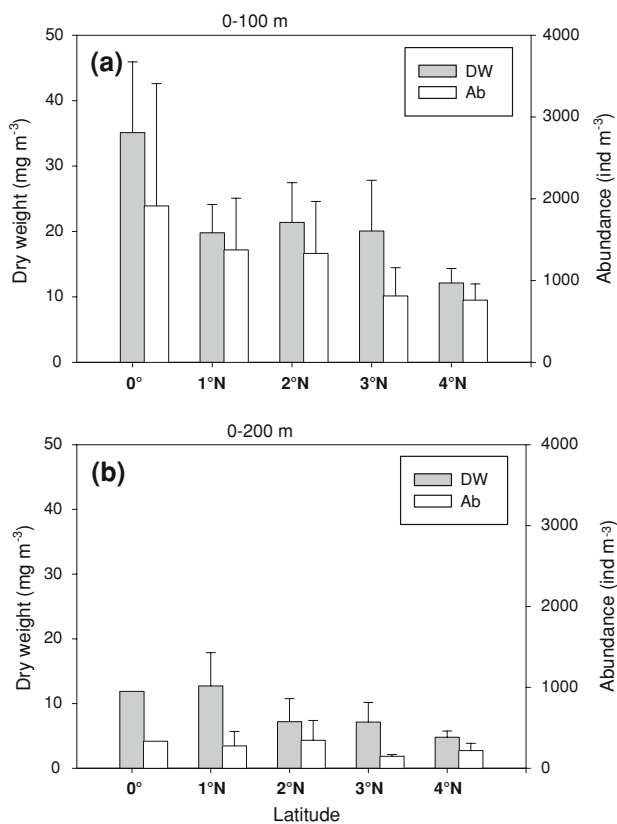 0-100 m
(a)
DW
Ab
50
40
30
20
10
0
Dry weight (mg m-3)
4000
3000
2000
1000
0
Abundance (ind m-3)
0° 1°N 2°N 3°N 4°N
0-200 m
(b)
DW
Ab
50
40
30
20
10
0
Dry weight (mg m-3)
4000
3000
2000
1000
0
Abundance (ind m-3)
0° 1°N 2°N 3°N 4°N
Latitude